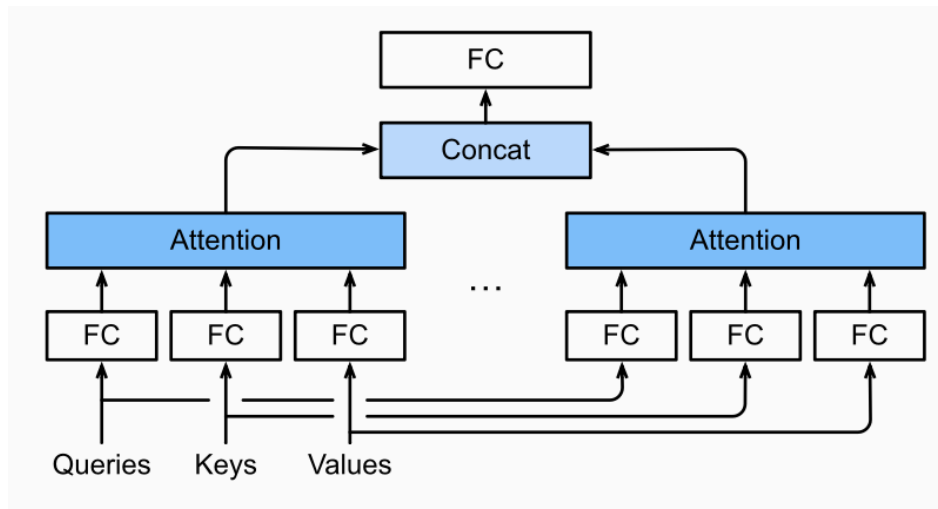 FC
Concat
Attention
Attention
...
FC
FC
FC
FC
FC
FC
Queries
Keys
Values